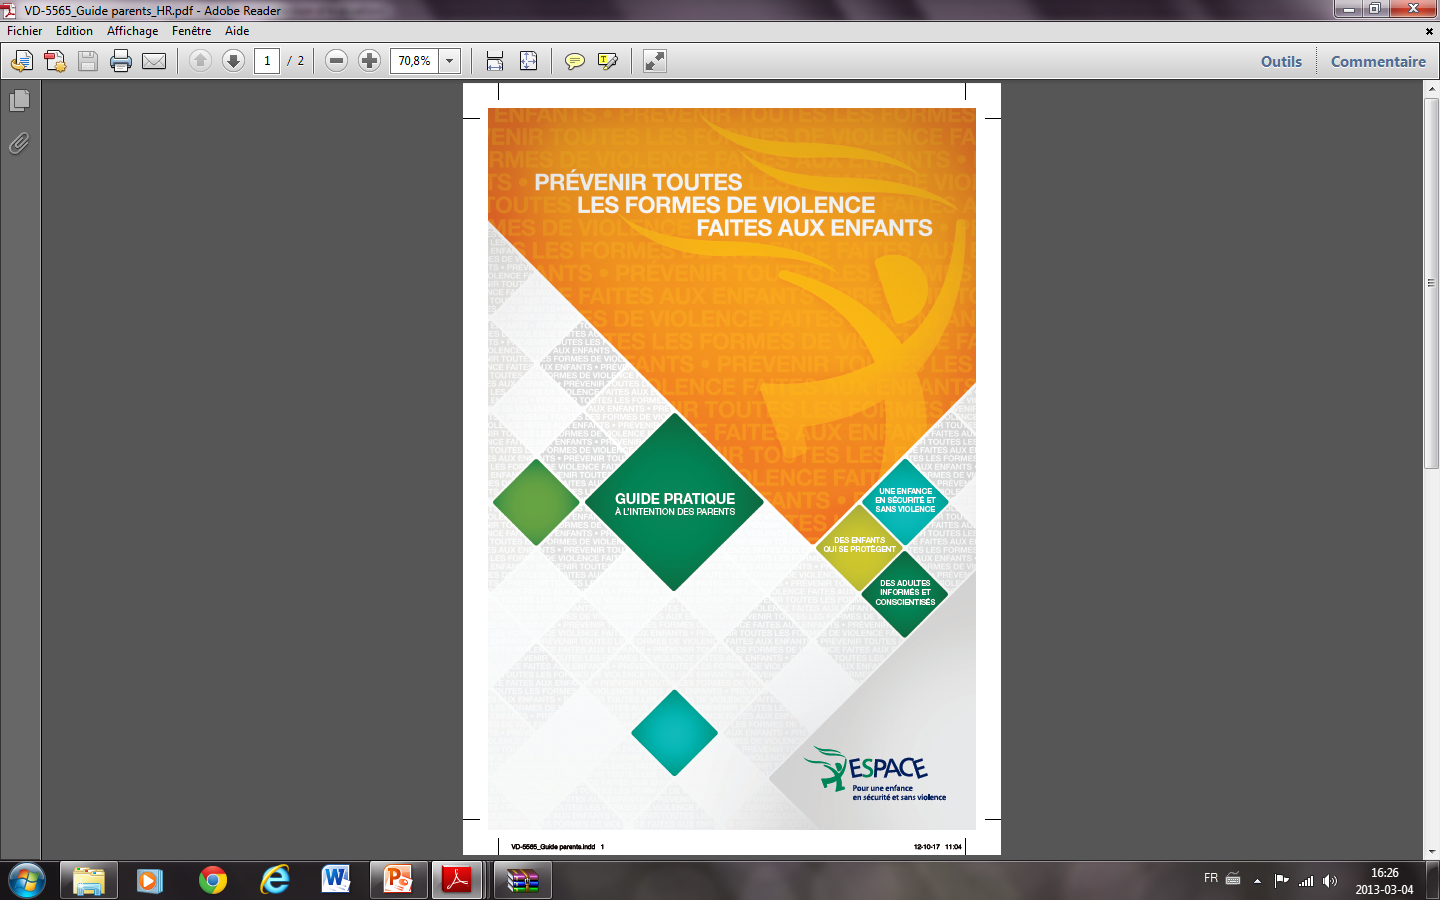 VD-5565_Guide parents_HR.pdf - Adobe Reader
Fichier Edition Affichage Fenêtre Aide
1 / 2 70,8% Outils Commentaire
PRÉVENIR TOUTES
LES FORMES DE VIOLENCE
FAITES AUX ENFANTS
GUIDE PRATIQUE
À L'INTENTION DES PARENTS
UNE ENFANCE
EN SÉCURITÉ ET
SANS VIOLENCE
DES ENFANTS
QUI SE PROTÈGENT
DES ADULTES
INFORMÉS ET
CONSCIENTISÉS
ESPACE
Pour une enfance
en sécurité et sans violence
VD-5565_Guide parents.indd 1 12-10-17 11:04
FR 16:26
2013-03-04